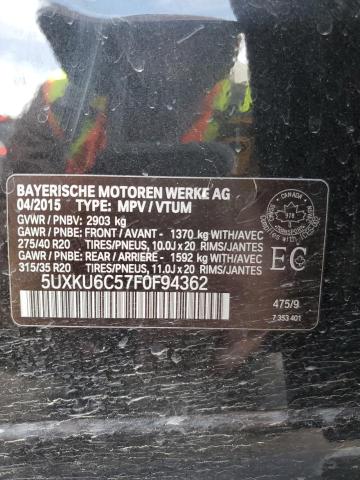 BAYERISCHE MOTOREN WERKE AG
04/2015 TYPE: MPV / VTUM
GVWR / PNBV: 2903 kg
GAWR / PNBE: FRONT / AVANT - 1370 kg WITH/AVEC
275/40 R20 TIRES/PNEUS, 10.0J x 20 RIMS/JANTES
GAWR / PNBE: REAR / ARRIERE - 1592 kg WITH/AVEC
315/35 R20 TIRES/PNEUS, 11.0J x 20 RIMS/JANTES
5UXKU6C57F0F94362
CANADA
978
EC
475/9
7 353 401